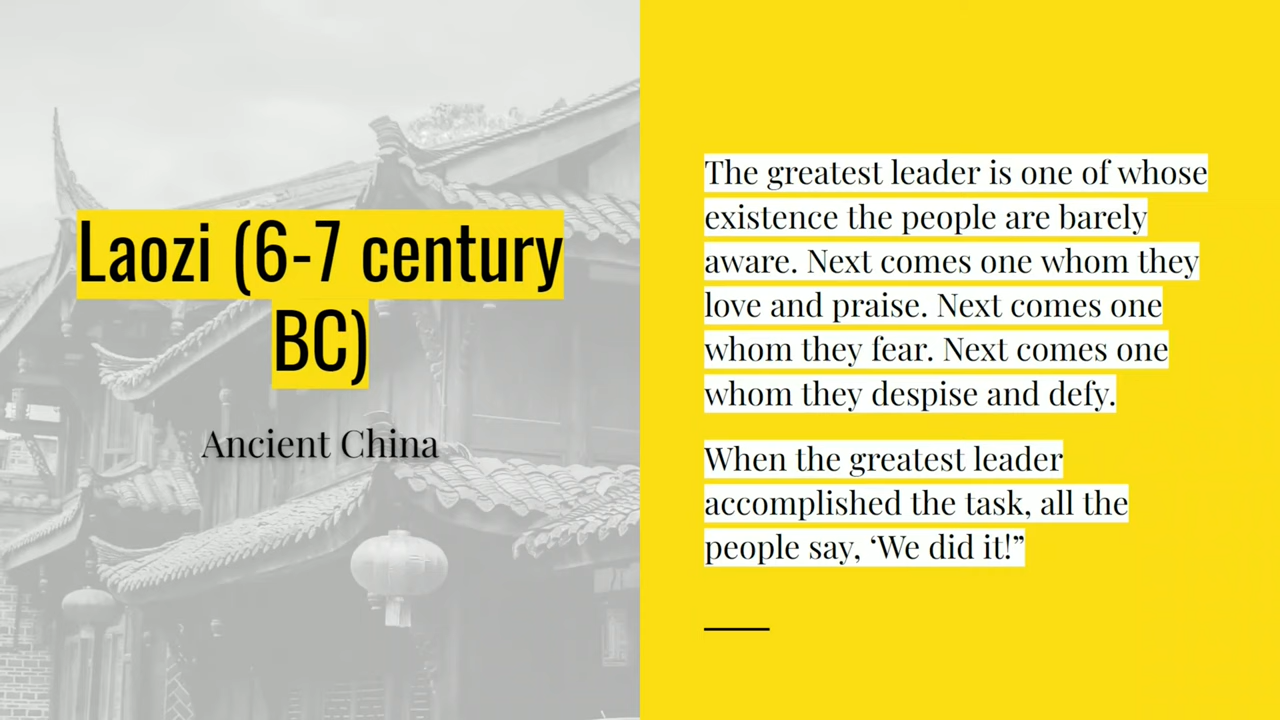 Laozi (6-7 century
BC)
Ancient China
The greatest leader is one of whose
existence the people are barely
aware. Next comes one whom they
love and praise. Next comes one
whom they fear. Next comes one
whom they despise and defy.
When the greatest leader
accomplished the task, all the
people say, ‘We did it!”